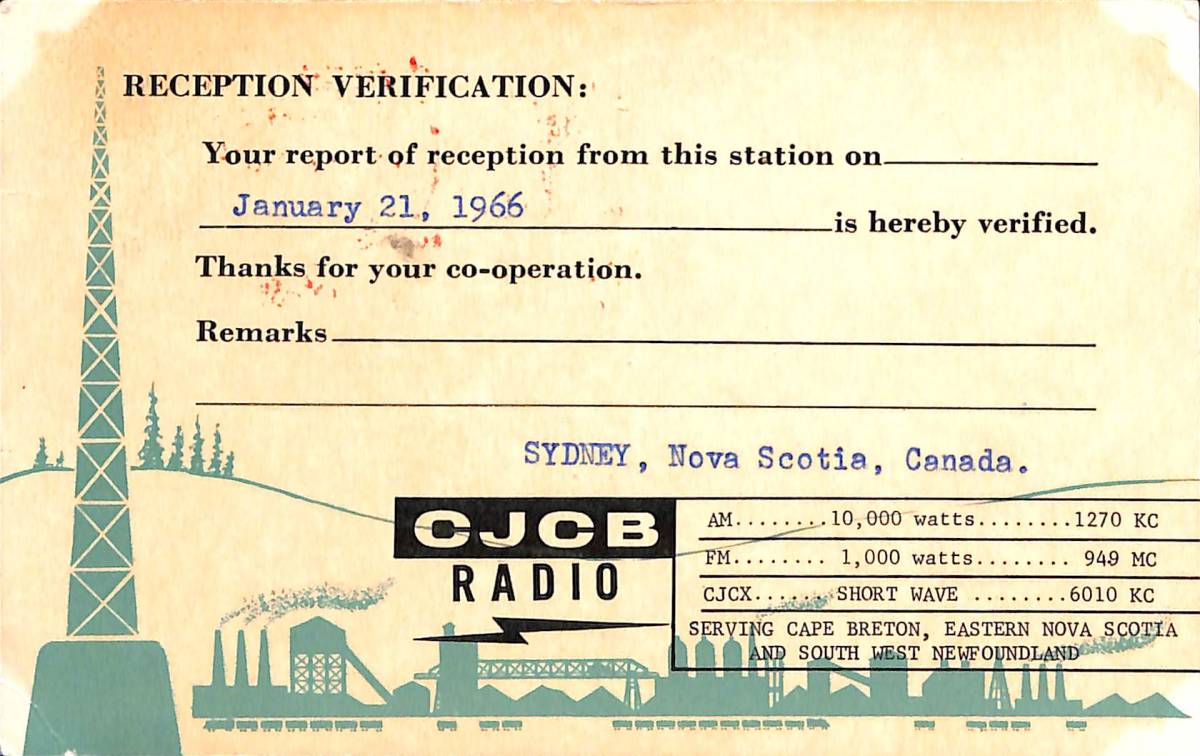 RECEPTION VERIFICATION:
Your report of reception from this station on
January 21, 1966 is hereby verified.
Thanks for your co-operation.
Remarks
SYDNEY, Nova Scotia, Canada.
CJCB
RADIO
AM........10,000 watts........1270 KC
FM........ 1,000 watts........ 949 MC
CJCX...... SHORT WAVE ........6010 KC
SERVING CAPE BRETON, EASTERN NOVA SCOTIA
AND SOUTH WEST NEWFOUNDLAND